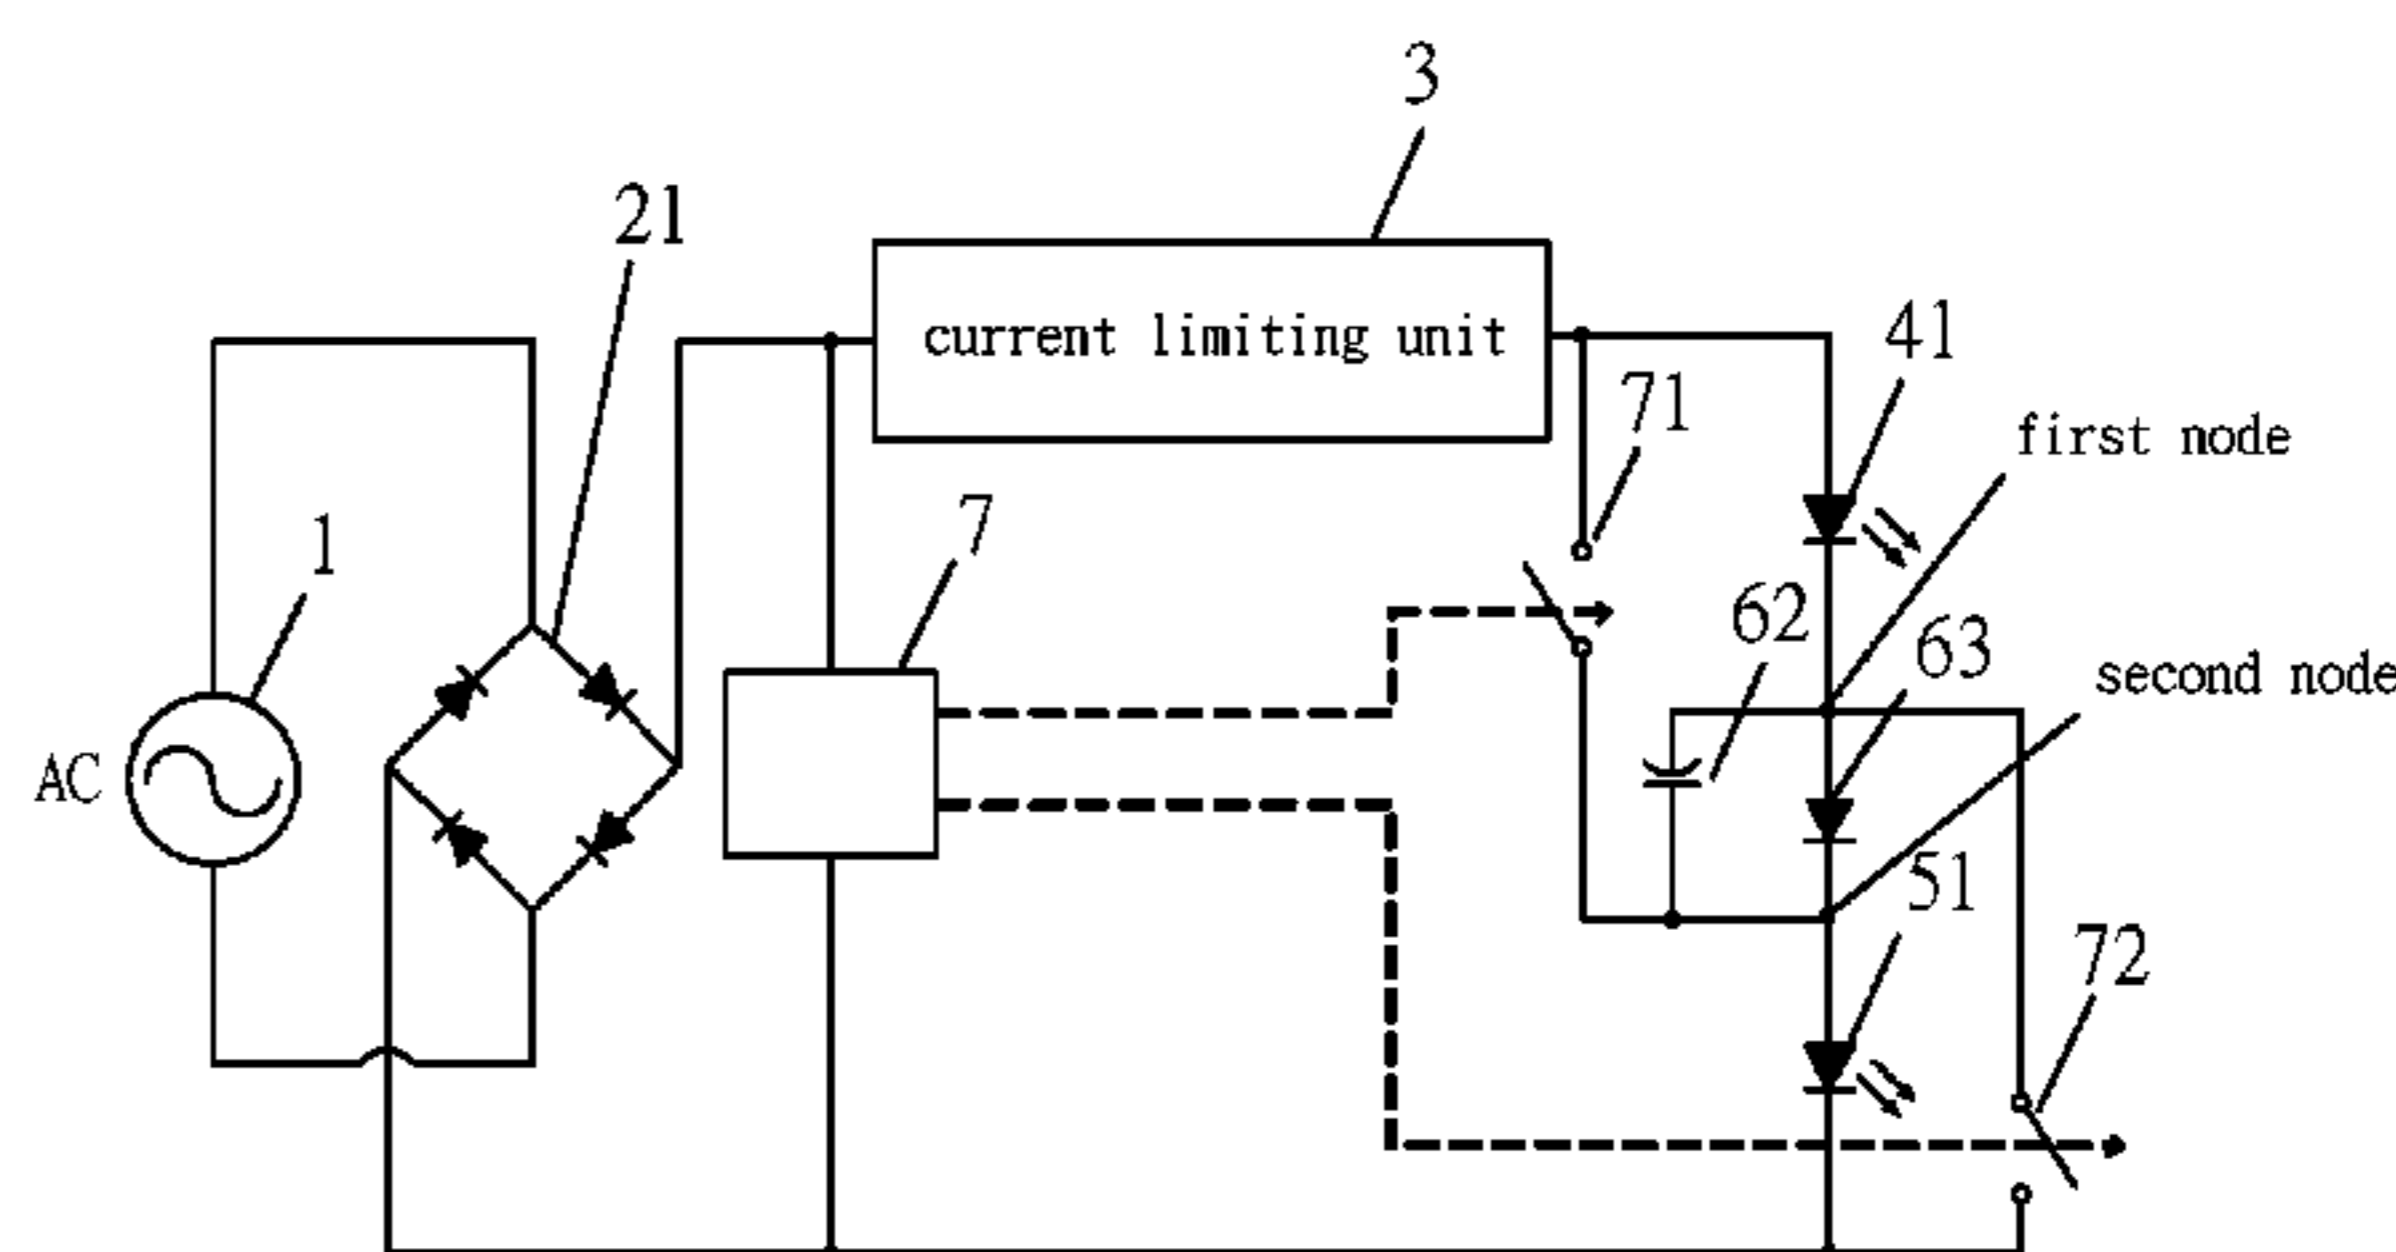 3
21
current limiting unit
41
71
first node
7
1
62
63
second node
AC
51
72